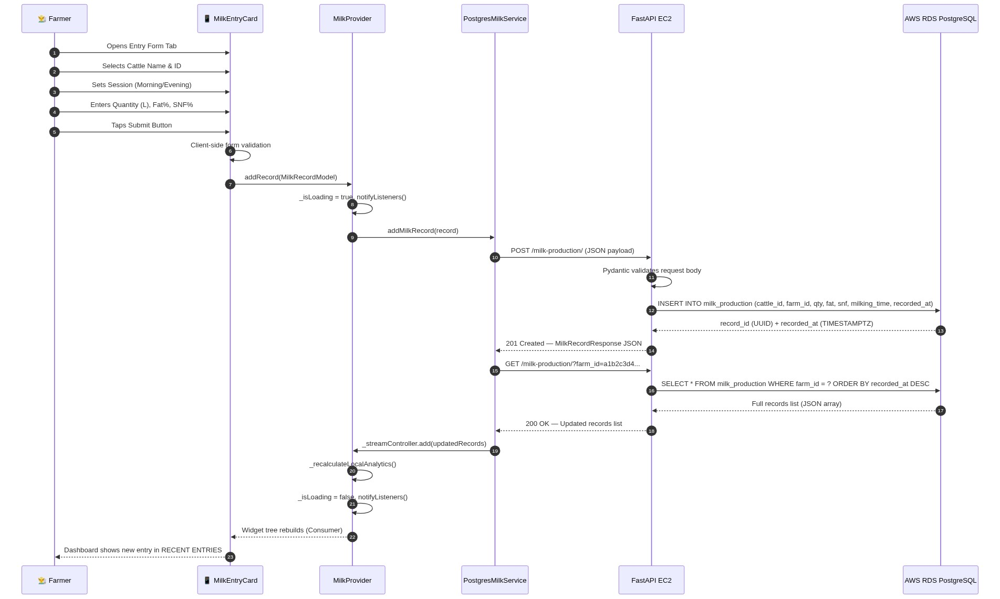 👨‍🌾 Farmer
📱 MilkEntryCard
MilkProvider
PostgresMilkService
FastAPI EC2
AWS RDS PostgreSQL
Opens Entry Form Tab
1
Selects Cattle Name & ID
2
Sets Session (Morning/Evening)
3
Enters Quantity (L), Fat%, SNF%
4
Taps Submit Button
5
Client-side form validation
6
addRecord(MilkRecordModel)
7
_isLoading = true, notifyListeners()
8
addMilkRecord(record)
9
POST /milk-production/ (JSON payload)
10
Pydantic validates request body
11
INSERT INTO milk_production (cattle_id, farm_id, qty, fat, snf, milking_time, recorded_at)
12
record_id (UUID) + recorded_at (TIMESTAMPTZ)
13
201 Created — MilkRecordResponse JSON
14
GET /milk-production/?farm_id=a1b2c3d4...
15
SELECT * FROM milk_production WHERE farm_id = ? ORDER BY recorded_at DESC
16
Full records list (JSON array)
17
200 OK — Updated records list
18
_streamController.add(updatedRecords)
19
_recalculateLocalAnalytics()
20
_isLoading = false, notifyListeners()
21
Widget tree rebuilds (Consumer)
22
Dashboard shows new entry in RECENT ENTRIES
23
👨‍🌾 Farmer
📱 MilkEntryCard
MilkProvider
PostgresMilkService
FastAPI EC2
AWS RDS PostgreSQL